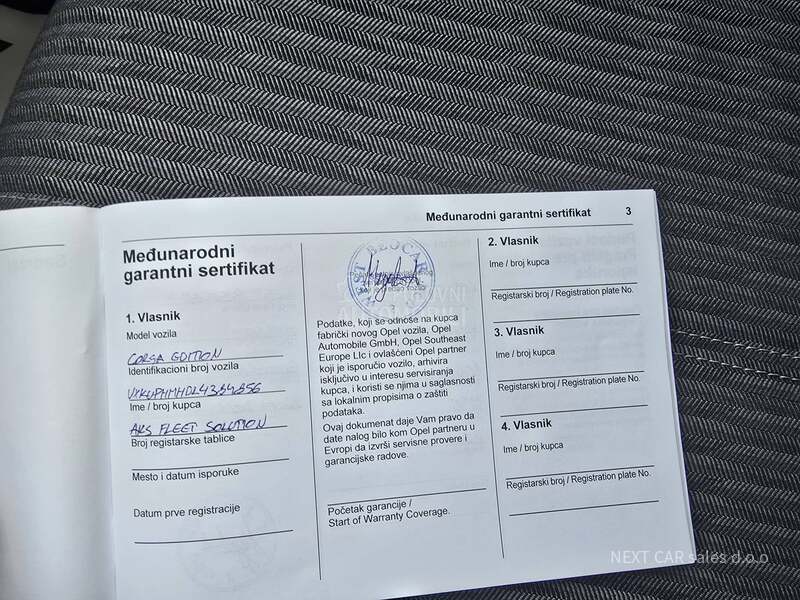 Međunarodni garantni sertifikat 3
Međunarodni
garantni sertifikat
1. Vlasnik
Model vozila
CORSA EDITION
Identifikacioni broj vozila
VXKUPHMHDL4384856
Ime / broj kupca
AKS FLEET SOLUTION
Broj registarske tablice
Mesto i datum isporuke
Datum prve registracije
Podatke, koji se odnose na kupca
fabrički novog Opel vozila, Opel
Automobile GmbH, Opel Southeast
Europe Llc i ovlašćeni Opel partner
koji je isporučio vozilo, arhivira
isključivo u interesu servisiranja
kupca, i koristi se njima u saglasnosti
sa lokalnim propisima o zaštiti
podataka.
Ovaj dokument daje Vam pravo da
date nalog bilo kom Opel partneru u
Evropi da izvrši servisne provere i
garancijske radove.
Početak garancije /
Start of Warranty Coverage.
2. Vlasnik
Ime / broj kupca
Registarski broj / Registration plate No.
3. Vlasnik
Ime / broj kupca
Registarski broj / Registration plate No.
4. Vlasnik
Ime / broj kupca
Registarski broj / Registration plate No.
NEXT CAR sales d.o.o